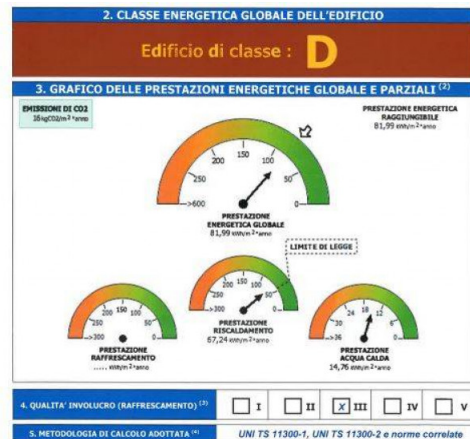 2. CLASSE ENERGETICA GLOBALE DELL'EDIFICIO
Edificio di classe : D
3. GRAFICO DELLE PRESTAZIONI ENERGETICHE GLOBALE E PARZIALI (2)
EMISSIONI DI CO2
16 kgCO2/m² *anno
PRESTAZIONE ENERGETICA
RAGGIUNGIBILE
81,99 kWh/m²*anno
>600 250 200 150 100 50 0
PRESTAZIONE
ENERGETICA GLOBALE
81,99 kWh/m²*anno
LIMITE DI LEGGE
>300 250 200 150 100 50 0
PRESTAZIONE
RAFFRESCAMENTO
..... kWh/m²*anno
>300 250 200 150 100 50 0
PRESTAZIONE
RISCALDAMENTO
67,24 kWh/m²*anno
>36 30 24 18 12 6 0
PRESTAZIONE
ACQUA CALDA
14,76 kWh/m²*anno
4. QUALITA' INVOLUCRO (RAFFRESCAMENTO) (3) I II X III IV V
5. METODOLOGIA DI CALCOLO ADOTTATA (4) UNI TS 11300-1, UNI TS 11300-2 e norme correlate